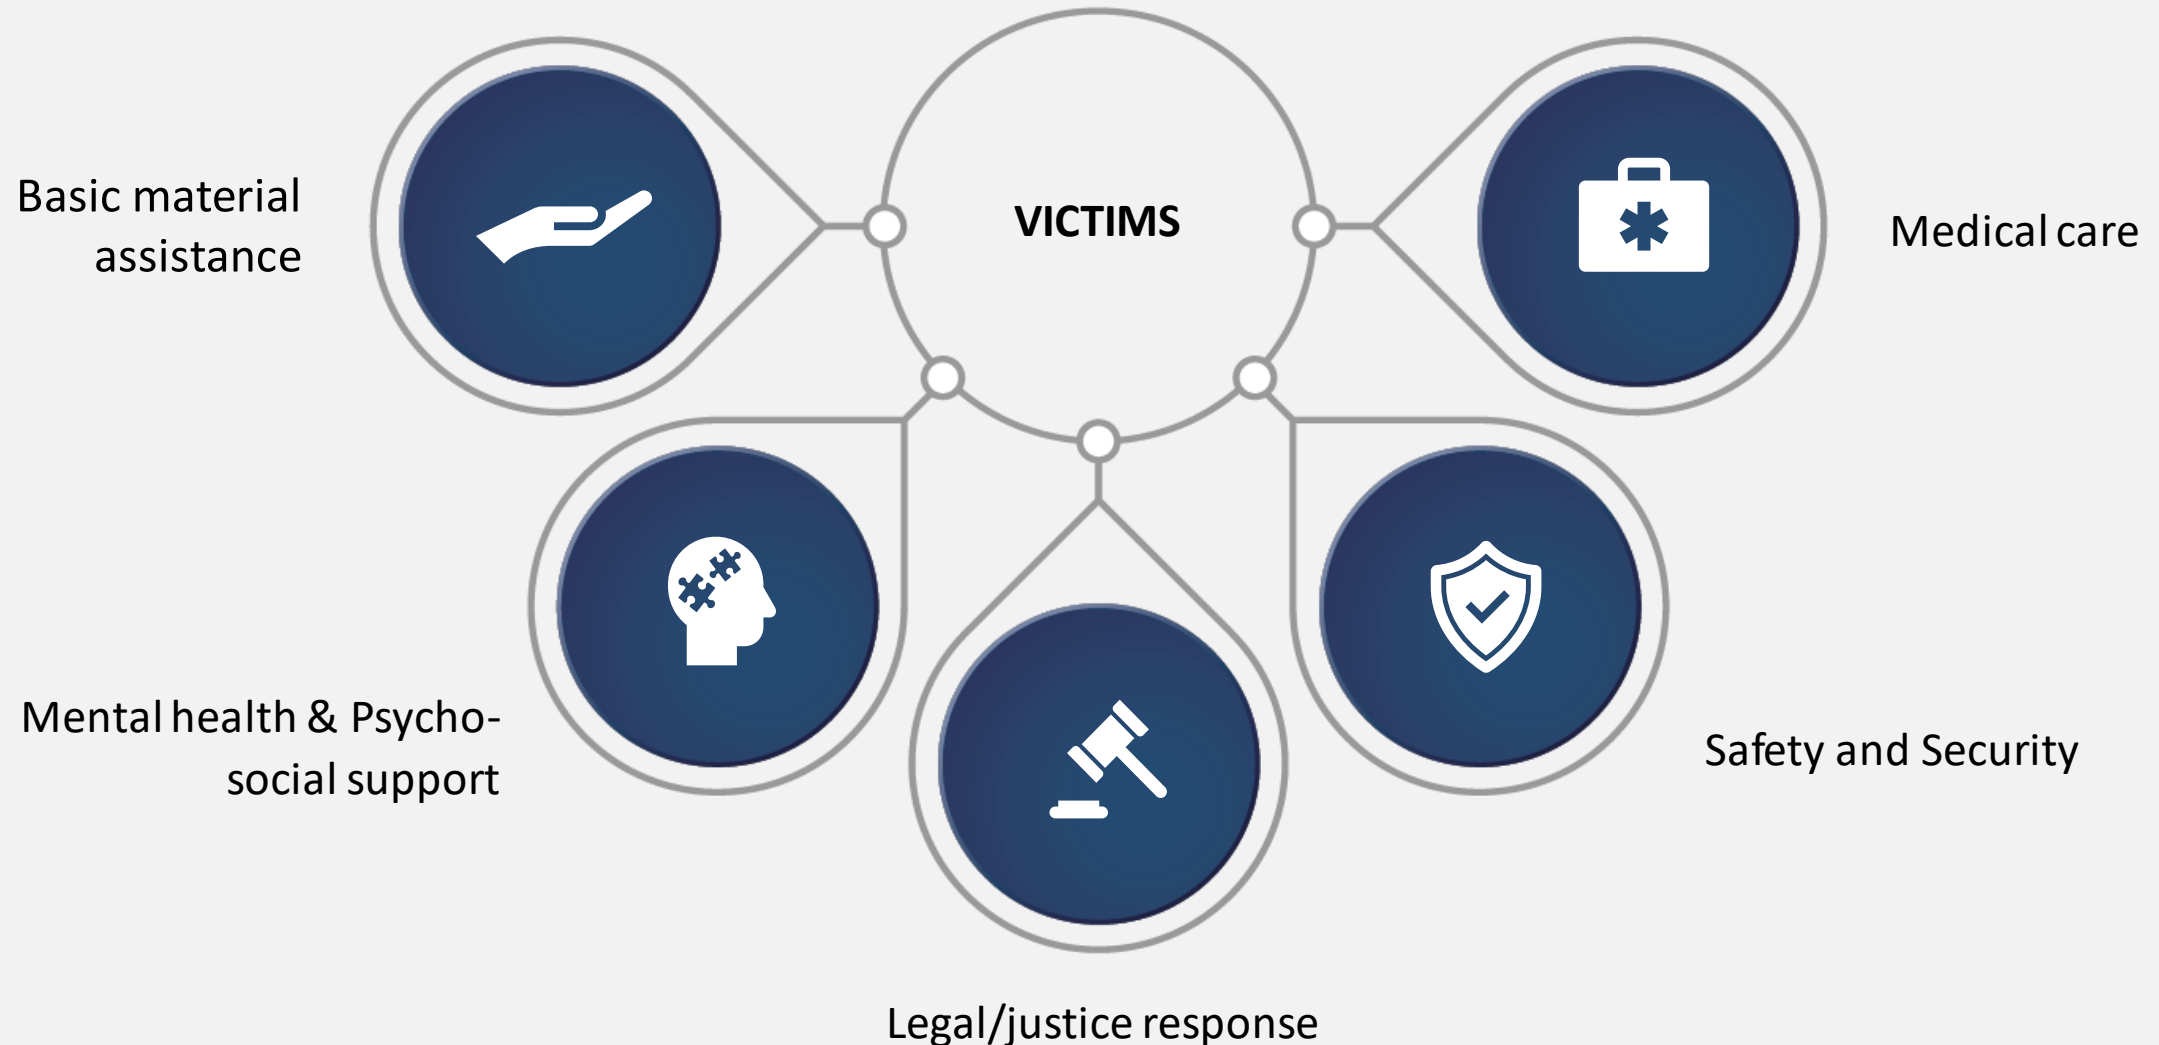 VICTIMS
Basic material
assistance
Medical care
Mental health & Psycho-
social support
Safety and Security
Legal/justice response